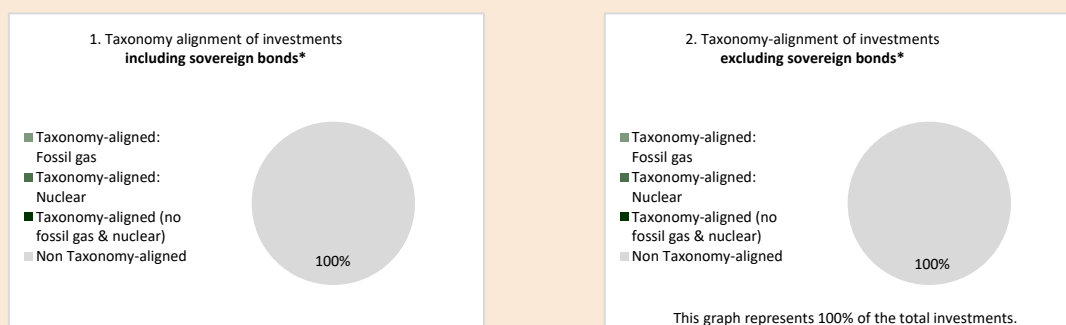 1. Taxonomy alignment of investments
including sovereign bonds*
Taxonomy-aligned:
Fossil gas
Taxonomy-aligned:
Nuclear
Taxonomy-aligned (no
fossil gas & nuclear)
Non Taxonomy-aligned
100%
2. Taxonomy-alignment of investments
excluding sovereign bonds*
Taxonomy-aligned:
Fossil gas
Taxonomy-aligned:
Nuclear
Taxonomy-aligned (no
fossil gas & nuclear)
Non Taxonomy-aligned
100%
This graph represents 100% of the total investments.